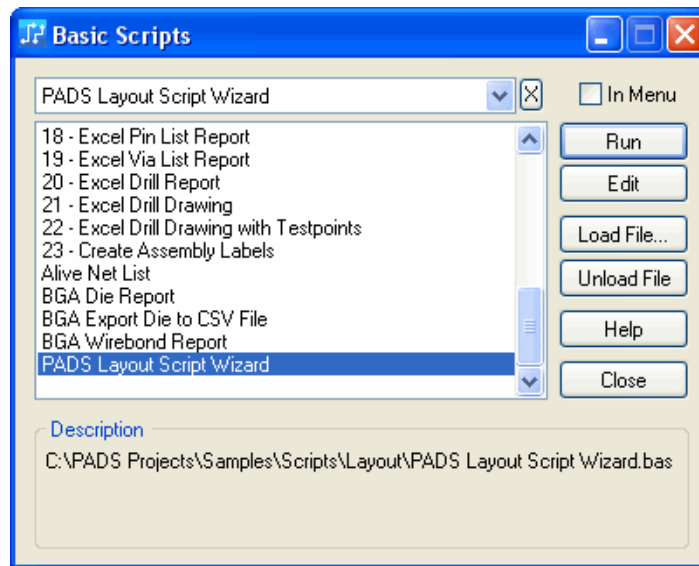 Basic Scripts
PADS Layout Script Wizard
In Menu
18 - Excel Pin List Report
19 - Excel Via List Report
20 - Excel Drill Report
21 - Excel Drill Drawing
22 - Excel Drill Drawing with Testpoints
23 - Create Assembly Labels
Alive Net List
BGA Die Report
BGA Export Die to CSV File
BGA Wirebond Report
PADS Layout Script Wizard
Run
Edit
Load File...
Unload File
Help
Close
Description
C:\PADS Projects\Samples\Scripts\Layout\PADS Layout Script Wizard.bas